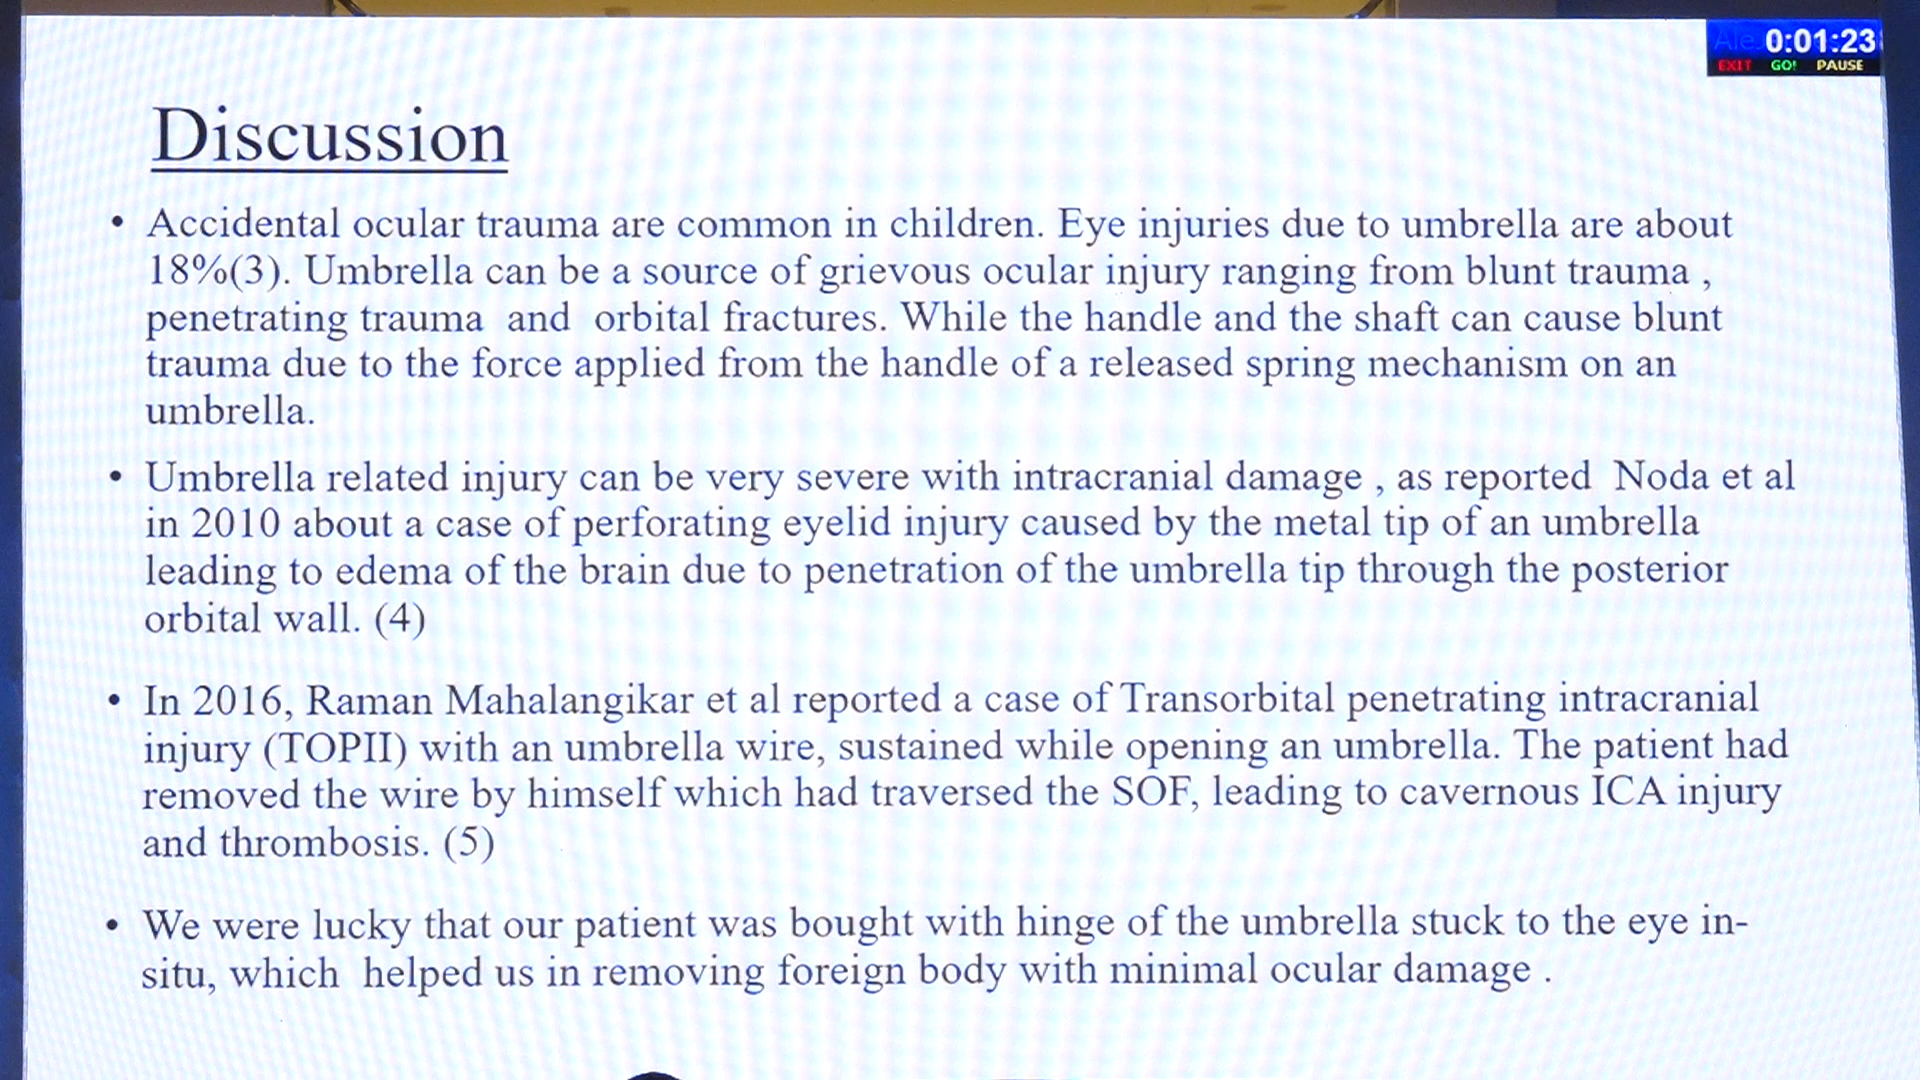 Ale 0:01:23
EXIT GO! PAUSE
Discussion
• Accidental ocular trauma are common in children. Eye injuries due to umbrella are about
18%(3). Umbrella can be a source of grievous ocular injury ranging from blunt trauma ,
penetrating trauma and orbital fractures. While the handle and the shaft can cause blunt
trauma due to the force applied from the handle of a released spring mechanism on an
umbrella.
• Umbrella related injury can be very severe with intracranial damage , as reported Noda et al
in 2010 about a case of perforating eyelid injury caused by the metal tip of an umbrella
leading to edema of the brain due to penetration of the umbrella tip through the posterior
orbital wall. (4)
• In 2016, Raman Mahalangikar et al reported a case of Transorbital penetrating intracranial
injury (TOPII) with an umbrella wire, sustained while opening an umbrella. The patient had
removed the wire by himself which had traversed the SOF, leading to cavernous ICA injury
and thrombosis. (5)
• We were lucky that our patient was bought with hinge of the umbrella stuck to the eye in-
situ, which helped us in removing foreign body with minimal ocular damage .